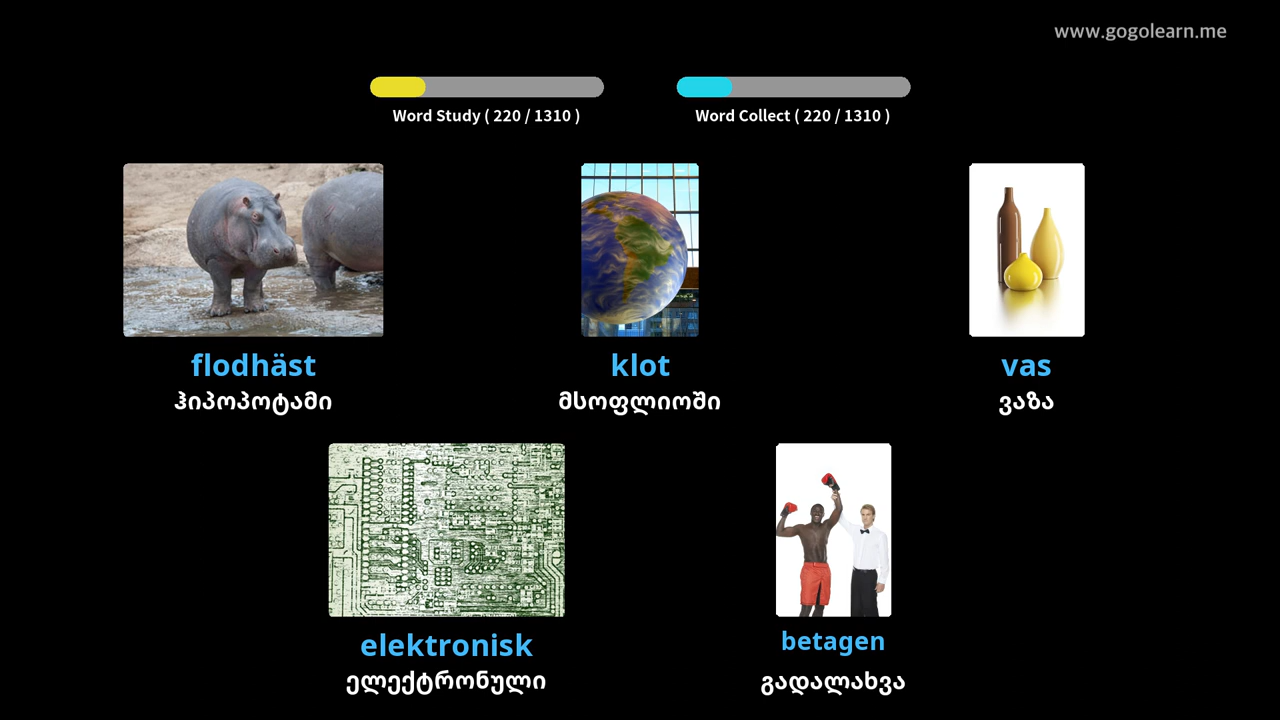 www.gogolearn.me
Word Study ( 220 / 1310 )
Word Collect ( 220 / 1310 )
flodhäst
klot
vas
ჰიპოპოტამი
მსოფლიოში
ვაზა
elektronisk
betagen
ელექტრონული
გადალახვა